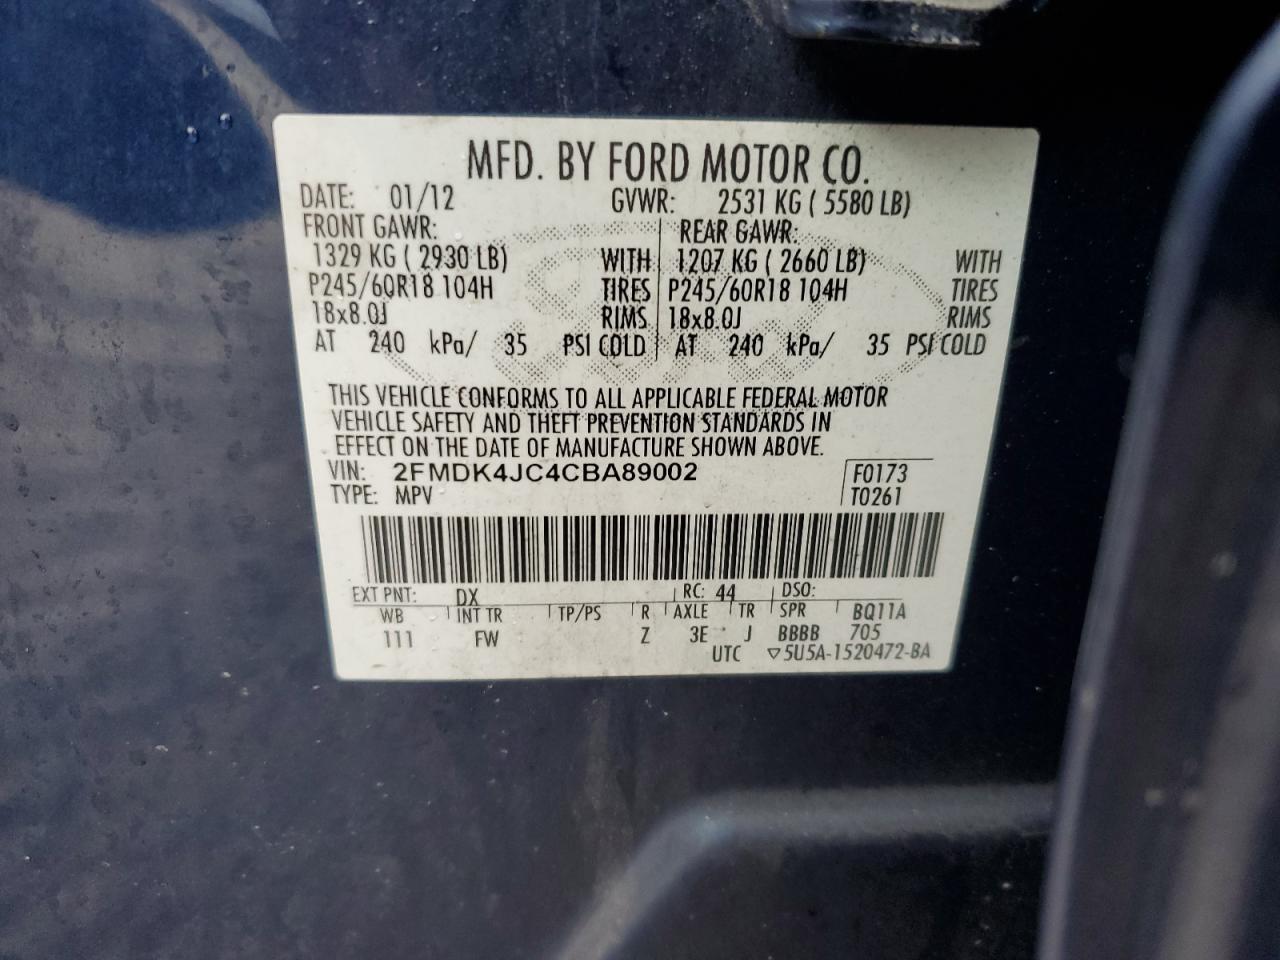 MFD. BY FORD MOTOR CO.
DATE: 01/12 GVWR: 2531 KG ( 5580 LB)
FRONT GAWR: REAR GAWR:
1329 KG ( 2930 LB) WITH 1207 KG ( 2660 LB) WITH
P245/60R18 104H TIRES P245/60R18 104H TIRES
18x8.0J RIMS 18x8.0J RIMS
AT 240 kPa/ 35 PSI COLD AT 240 kPa/ 35 PSI COLD
THIS VEHICLE CONFORMS TO ALL APPLICABLE FEDERAL MOTOR
VEHICLE SAFETY AND THEFT PREVENTION STANDARDS IN
EFFECT ON THE DATE OF MANUFACTURE SHOWN ABOVE.
VIN: 2FMDK4JC4CBA89002 F0173
TYPE: MPV T0261
EXT PNT: DX RC: 44 DSO:
WB INT TR TP/PS R AXLE TR SPR BQ11A
111 FW Z 3E J BBBB 705
UTC ▽5U5A-1520472-BA